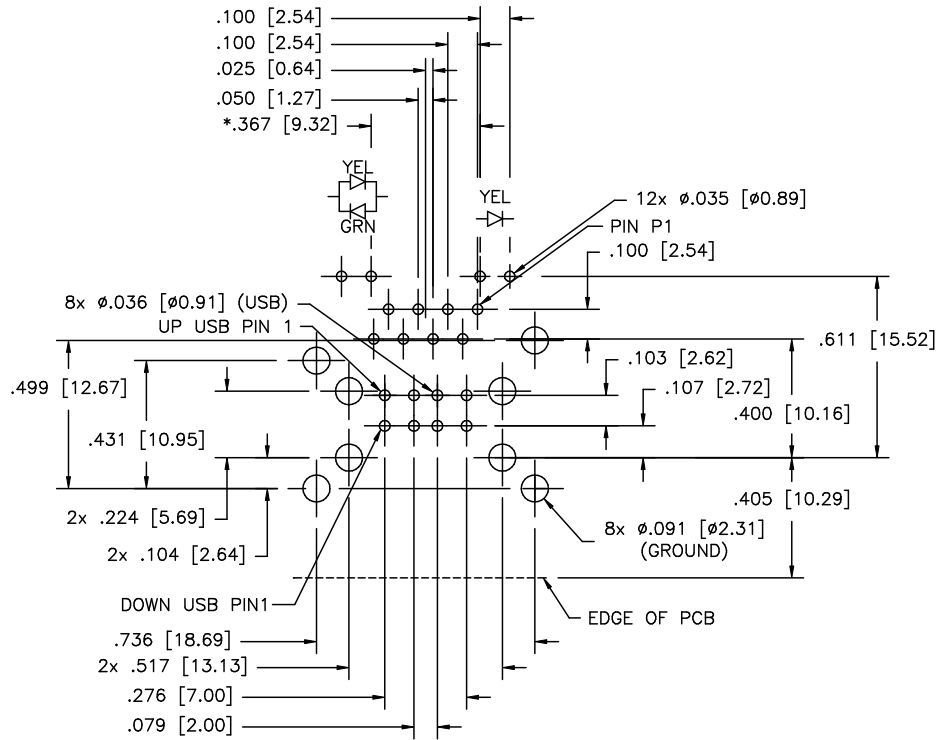 .100 [2.54]
.100 [2.54]
.025 [0.64]
.050 [1.27]
*.367 [9.32]
YEL
GRN
YEL
12x ø.035 [ø0.89]
PIN P1
.100 [2.54]
8x ø.036 [ø0.91] (USB)
UP USB PIN 1
.611 [15.52]
.103 [2.62]
.499 [12.67]
.107 [2.72]
.400 [10.16]
.431 [10.95]
.405 [10.29]
2x .224 [5.69]
8x ø.091 [ø2.31]
(GROUND)
2x .104 [2.64]
DOWN USB PIN1
EDGE OF PCB
.736 [18.69]
2x .517 [13.13]
.276 [7.00]
.079 [2.00]